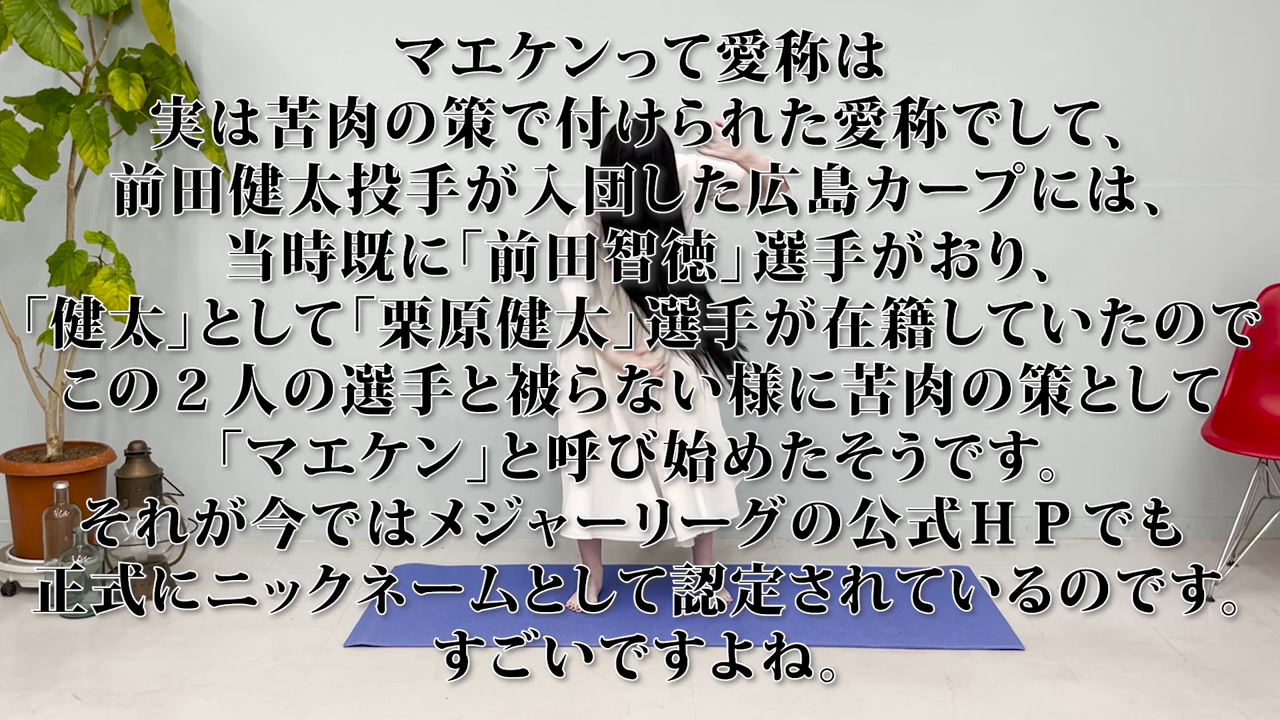 マエケンって愛称は
実は苦肉の策で付けられた愛称でして、
前田健太投手が入団した広島カープには、
当時既に「前田智徳」選手がおり、
「健太」として「栗原健太」選手が在籍していたので
この２人の選手と被らない様に苦肉の策として
「マエケン」と呼び始めたそうです。
それが今ではメジャーリーグの公式ＨＰでも
正式にニックネームとして認定されているのです。
すごいですよね。